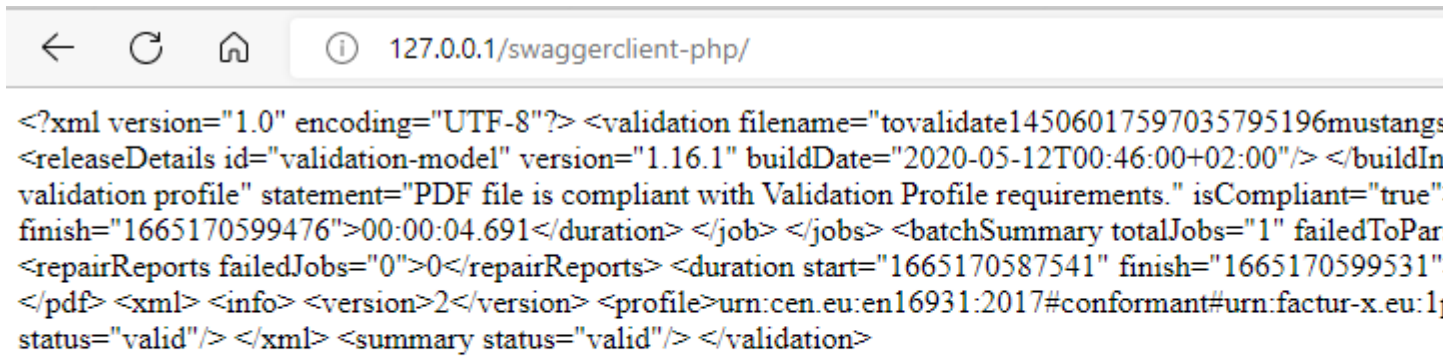 127.0.0.1/swaggerclient-php/
<?xml version="1.0" encoding="UTF-8"?> <validation filename="tovalidate14506017597035795196mustangs
<releaseDetails id="validation-model" version="1.16.1" buildDate="2020-05-12T00:46:00+02:00"/> </buildIn
validation profile" statement="PDF file is compliant with Validation Profile requirements." isCompliant="true"
finish="1665170599476">00:00:04.691</duration> </job> </jobs> <batchSummary totalJobs="1" failedToPar
<repairReports failedJobs="0">0</repairReports> <duration start="1665170587541" finish="1665170599531"
</pdf> <xml> <info> <version>2</version> <profile>urn:cen.eu:en16931:2017#conformant#urn:factur-x.eu:1p
status="valid"/> </xml> <summary status="valid"/> </validation>